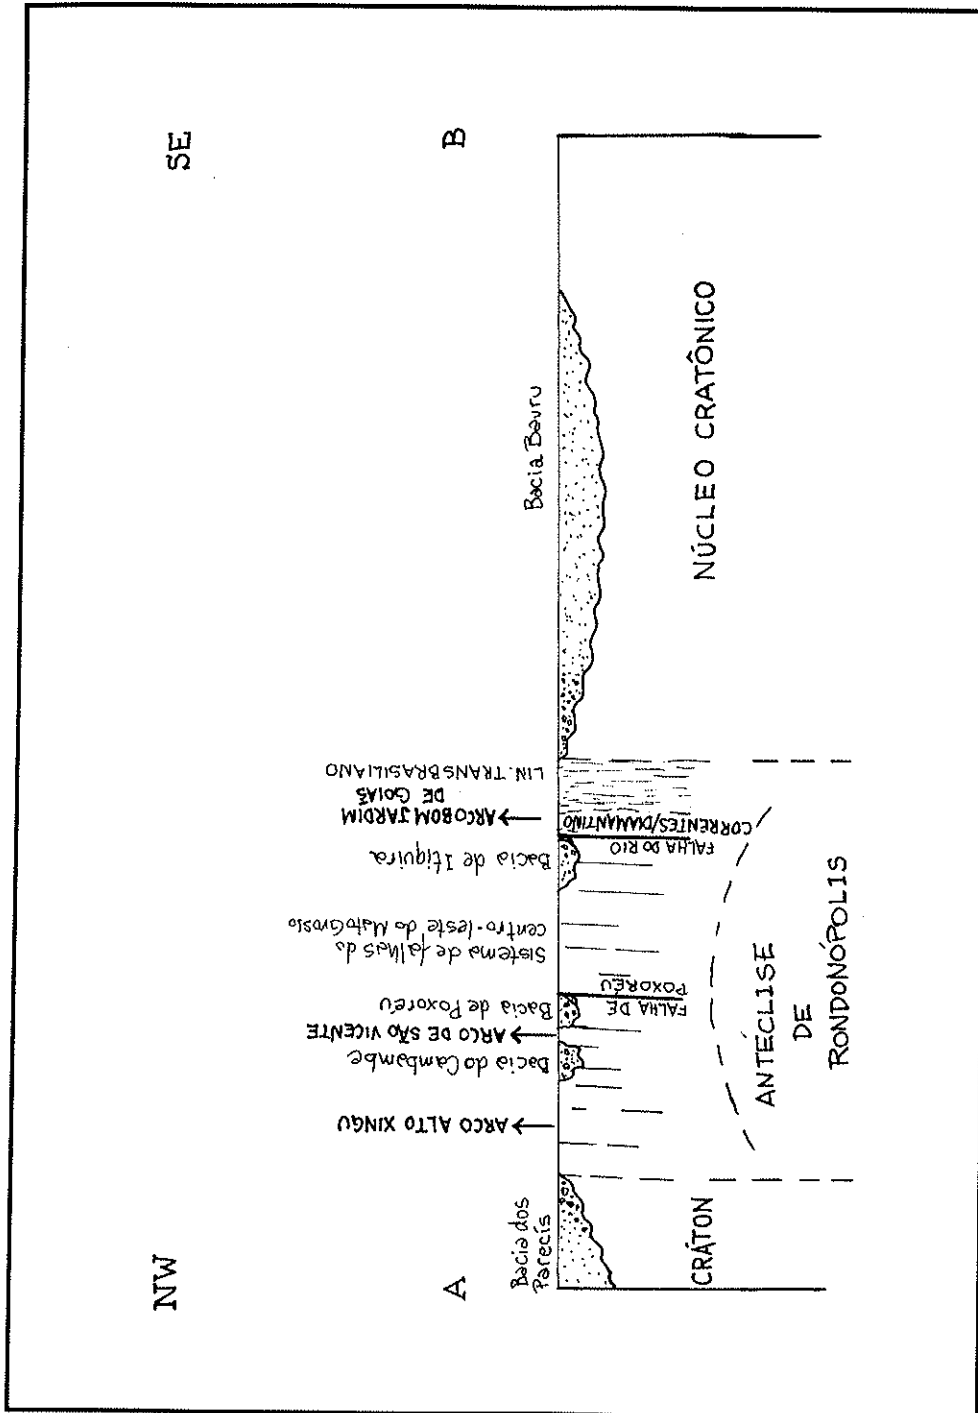 NW
SE
A
B
Bacia dos
Parecis
← ARCO ALTO XINGU
Bacia do Cambambe
← ARCO DE SÃO VICENTE
Bacia de Poxoreu
Sistema de falhas do
centro-leste do Mato Grosso
Bacia de Itiquira
← ARCO BOM JARDIM
DE GOIÁS
LIN. TRANSBRASILIANO
Bacia Bauru
FALHA DE
POXORÉU
FALHA DO RIO
CORRENTES/DIAMANTINO
CRÁTON
ANTÉCLISE
DE
RONDONÓPOLIS
NÚCLEO CRATÔNICO